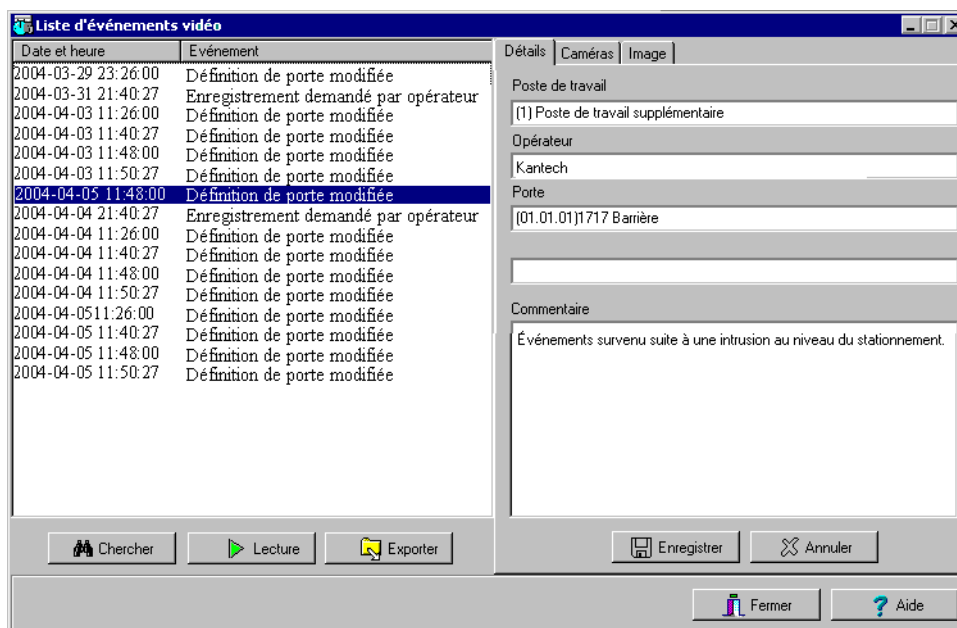 Liste d'événements vidéo
Date et heure Evénement
2004-03-29 23:26:00 Définition de porte modifiée
2004-03-31 21:40:27 Enregistrement demandé par opérateur
2004-04-03 11:26:00 Définition de porte modifiée
2004-04-03 11:40:27 Définition de porte modifiée
2004-04-03 11:48:00 Définition de porte modifiée
2004-04-03 11:50:27 Définition de porte modifiée
2004-04-05 11:48:00 Définition de porte modifiée
2004-04-04 21:40:27 Enregistrement demandé par opérateur
2004-04-04 11:26:00 Définition de porte modifiée
2004-04-04 11:40:27 Définition de porte modifiée
2004-04-04 11:48:00 Définition de porte modifiée
2004-04-04 11:50:27 Définition de porte modifiée
2004-04-0511:26:00 Définition de porte modifiée
2004-04-05 11:40:27 Définition de porte modifiée
2004-04-05 11:48:00 Définition de porte modifiée
2004-04-05 11:50:27 Définition de porte modifiée
Chercher Lecture Exporter
Détails Caméras Image
Poste de travail
(1) Poste de travail supplémentaire
Opérateur
Kantech
Porte
(01.01.01)1717 Barrière
Commentaire
Événements survenu suite à une intrusion au niveau du stationnement.
Enregistrer Annuler
Fermer Aide